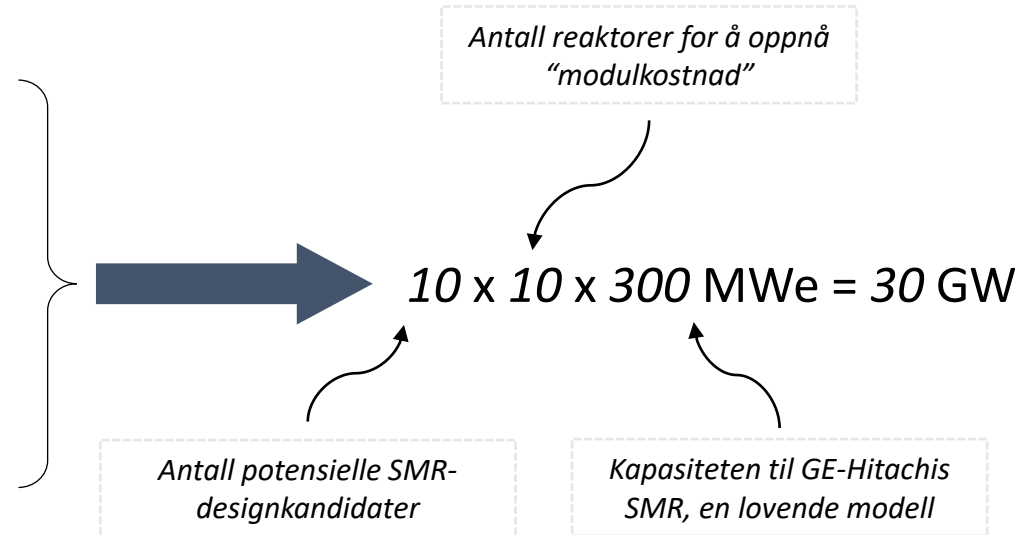 Antall reaktorer for å oppnå
“modulkostnad”
10 x 10 x 300 MWe = 30 GW
Antall potensielle SMR-
designkandidater
Kapasiteten til GE-Hitachis
SMR, en lovende modell